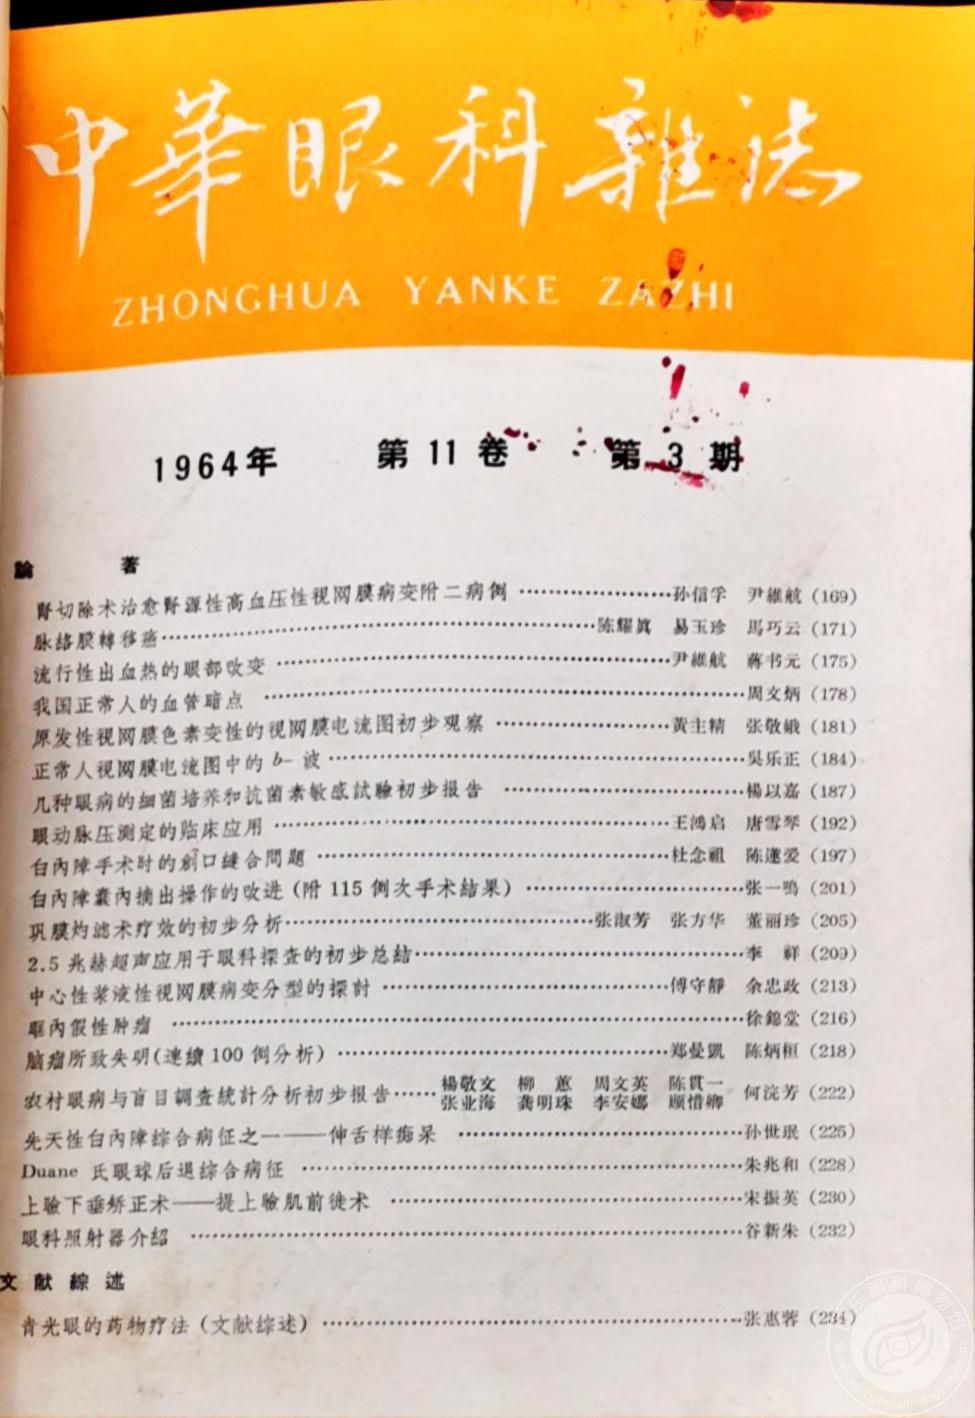 中華眼科雜誌
ZHONGHUA YANKE ZAZHI
1964年 第11卷 第3期
論著
腎切除术治愈腎源性高血压性視网膜病变附二病例 孙信孚 尹維航 (169)
脉絡膜轉移癌 陈耀眞 易玉珍 馬巧云 (171)
流行性出血热的眼部改变 尹維航 蔣书元 (175)
我国正常人的血管暗点 周文炳 (178)
原发性視网膜色素变性的視网膜电流图初步观察 黄主精 张敬娥 (181)
正常人視网膜电流图中的 b- 波 吳乐正 (184)
几种眼病的細菌培养和抗菌素敏感試驗初步报告 楊以嘉 (187)
眼动脉压測定的临床应用 王鴻启 唐雪琴 (192)
白內障手术时的創口縫合問題 杜念祖 陈遂爱 (197)
白內障囊內摘出操作的改进 (附 115 例次手术結果) 张一鳴 (201)
巩膜灼滤术疗效的初步分析 张淑芳 张方华 董丽珍 (205)
2.5 兆赫超声应用于眼科探查的初步总結 李祥 (209)
中心性浆液性視网膜病变分型的探討 傅守靜 余忠政 (213)
眶內假性肿瘤 徐錦堂 (216)
脑瘤所致失明(連續 100 例分析) 郑曼凱 陈炳桓 (218)
农村眼病与盲目調查統計分析初步报告 楊敬文 柳蕙 周文英 陈貫一 何浣芳 (222)
张业海 龚明珠 李安娜 顾惜卿
先天性白內障綜合病征之一——伸舌样痴呆 孙世珉 (225)
Duane 氏眼球后退綜合病征 朱兆和 (228)
上瞼下垂矫正术——提上瞼肌前徙术 宋振英 (230)
眼科照射器介紹 谷新朱 (232)
文献綜述
青光眼的药物疗法 (文献綜述) 张惠蓉 (234)
眼科博物馆
Ophthalmology Museum